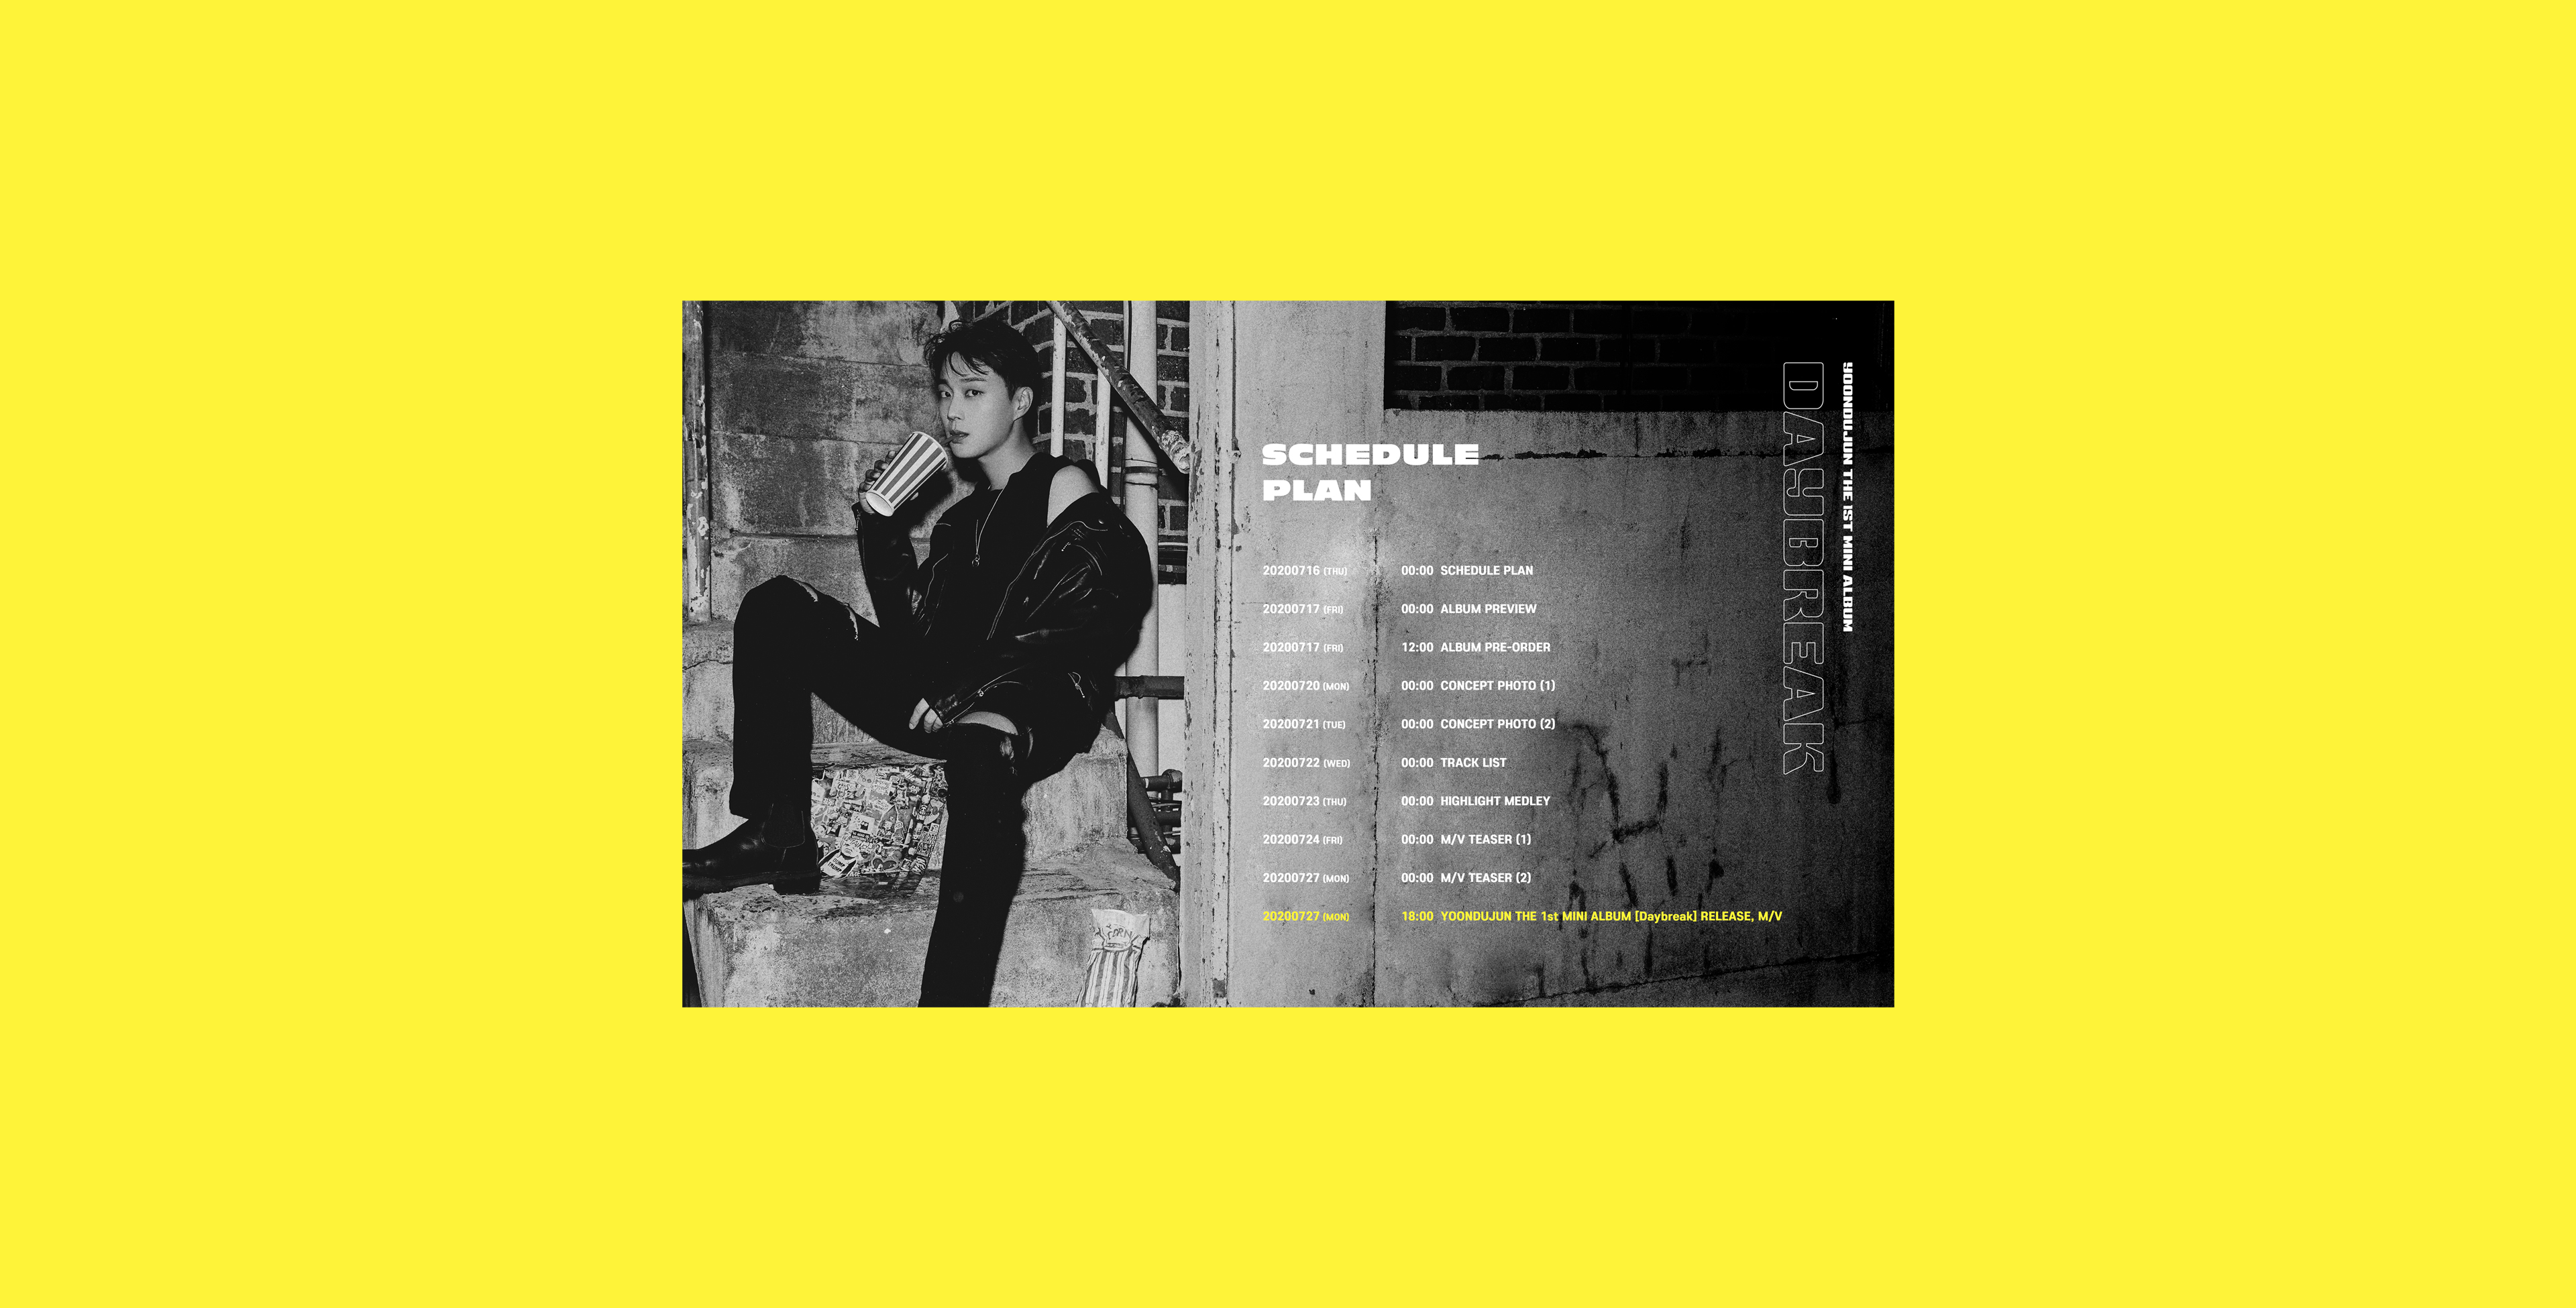 SCHEDULE
PLAN
20200716 (THU) 00:00 SCHEDULE PLAN
20200717 (FRI) 00:00 ALBUM PREVIEW
20200717 (FRI) 12:00 ALBUM PRE-ORDER
20200720 (MON) 00:00 CONCEPT PHOTO (1)
20200721 (TUE) 00:00 CONCEPT PHOTO (2)
20200722 (WED) 00:00 TRACK LIST
20200723 (THU) 00:00 HIGHLIGHT MEDLEY
20200724 (FRI) 00:00 M/V TEASER (1)
20200727 (MON) 00:00 M/V TEASER (2)
20200727 (MON) 18:00 YOONDUJUN THE 1st MINI ALBUM [Daybreak] RELEASE, M/V
YOONDUJUN THE 1ST MINI ALBUM
DAYBREAK